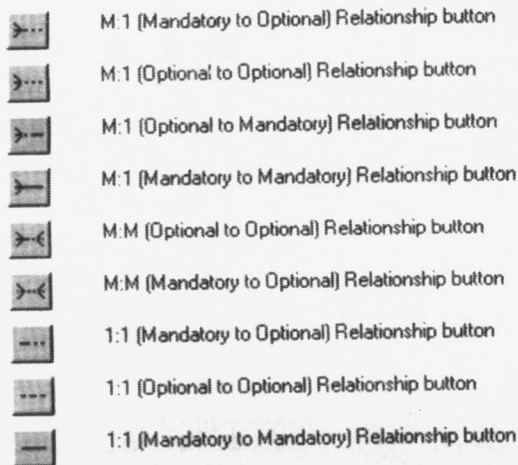 M:1 (Mandatory to Optional) Relationship button
M:1 (Optional to Optional) Relationship button
M:1 (Optional to Mandatory) Relationship button
M:1 (Mandatory to Mandatory) Relationship button
M:M (Optional to Optional) Relationship button
M:M (Mandatory to Optional) Relationship button
1:1 (Mandatory to Optional) Relationship button
1:1 (Optional to Optional) Relationship button
1:1 (Mandatory to Mandatory) Relationship button